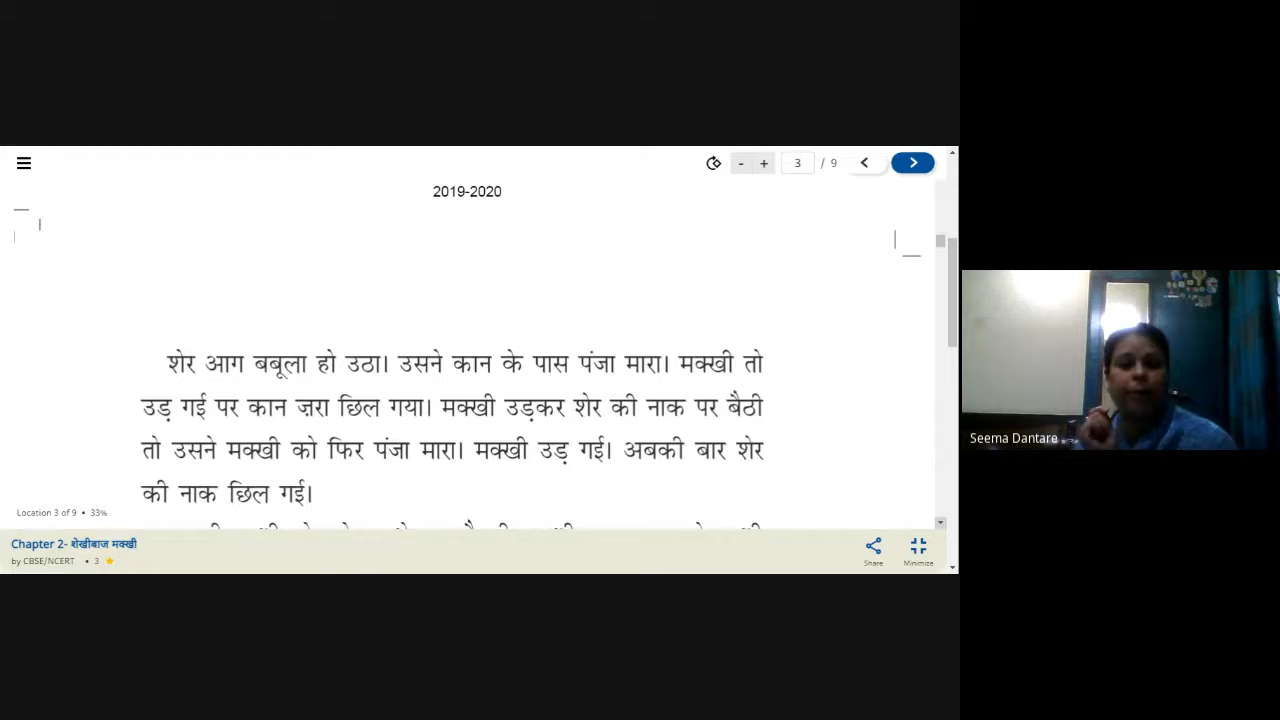 3 / 9
2019-2020
शेर आग बबूला हो उठा। उसने कान के पास पंजा मारा। मक्खी तो
उड़ गई पर कान ज़रा छिल गया। मक्खी उड़कर शेर की नाक पर बैठी
तो उसने मक्खी को फिर पंजा मारा। मक्खी उड़ गई। अबकी बार शेर
की नाक छिल गई।
Location 3 of 9 • 33%
Chapter 2- शेखीबाज मक्खी
by CBSE/NCERT • 3
Share
Minimize
Seema Dantare